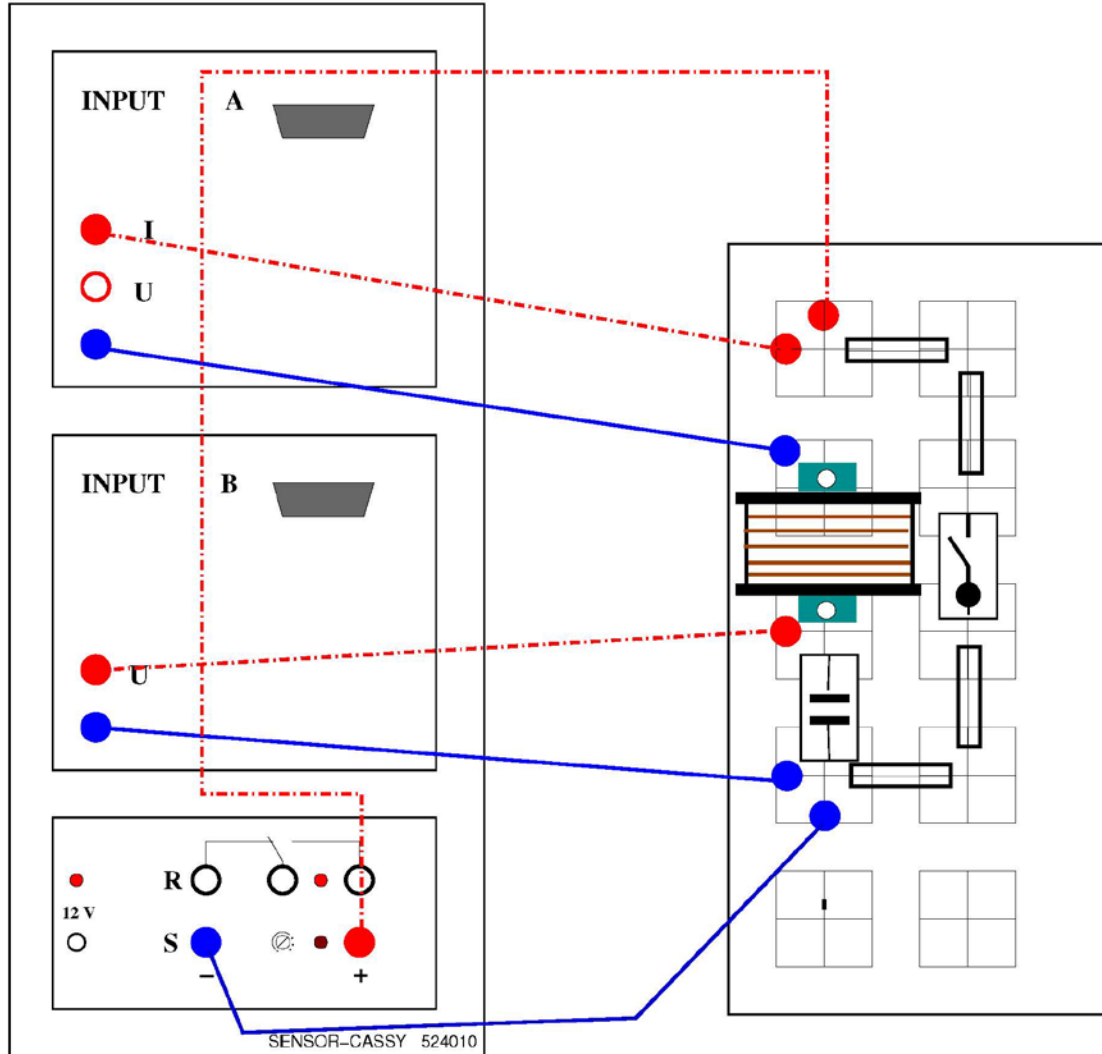 INPUT A
I
U
INPUT B
U
R
12 V
S
− +
SENSOR−CASSY 524010